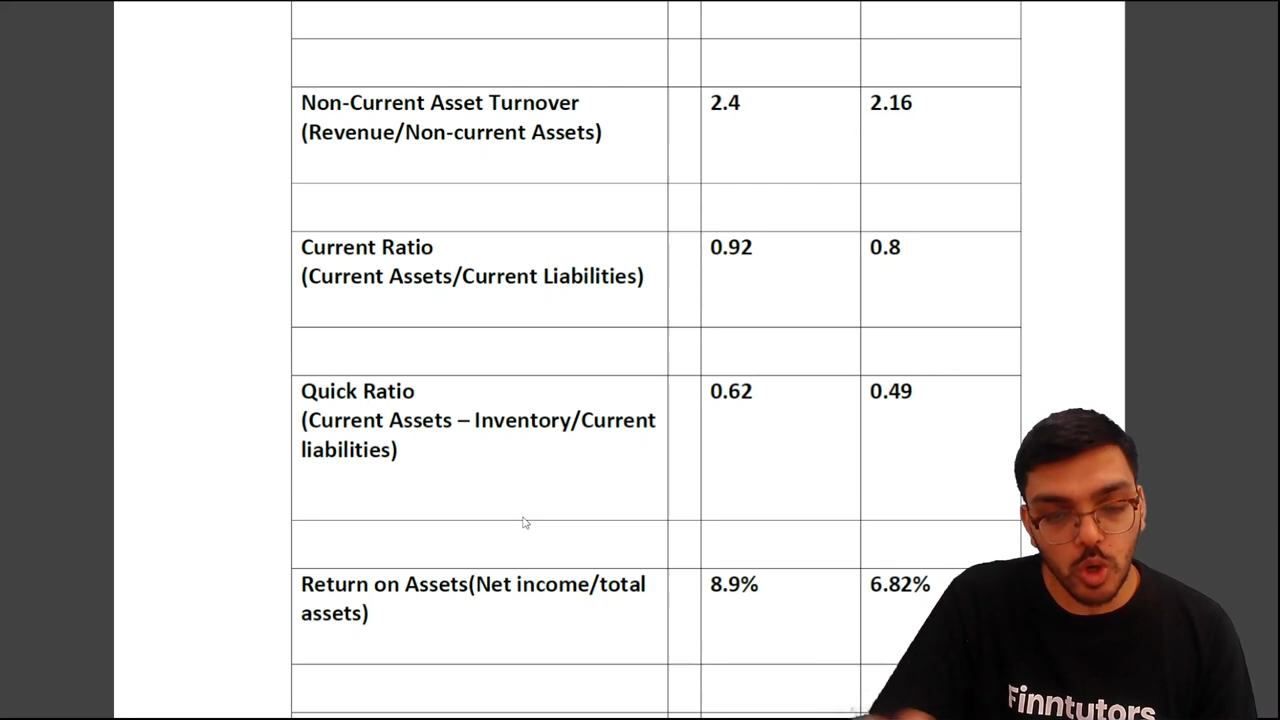 Non-Current Asset Turnover 2.4 2.16
(Revenue/Non-current Assets)
Current Ratio 0.92 0.8
(Current Assets/Current Liabilities)
Quick Ratio 0.62 0.49
(Current Assets – Inventory/Current
liabilities)
Return on Assets(Net income/total 8.9% 6.82%
assets)
Finntutors